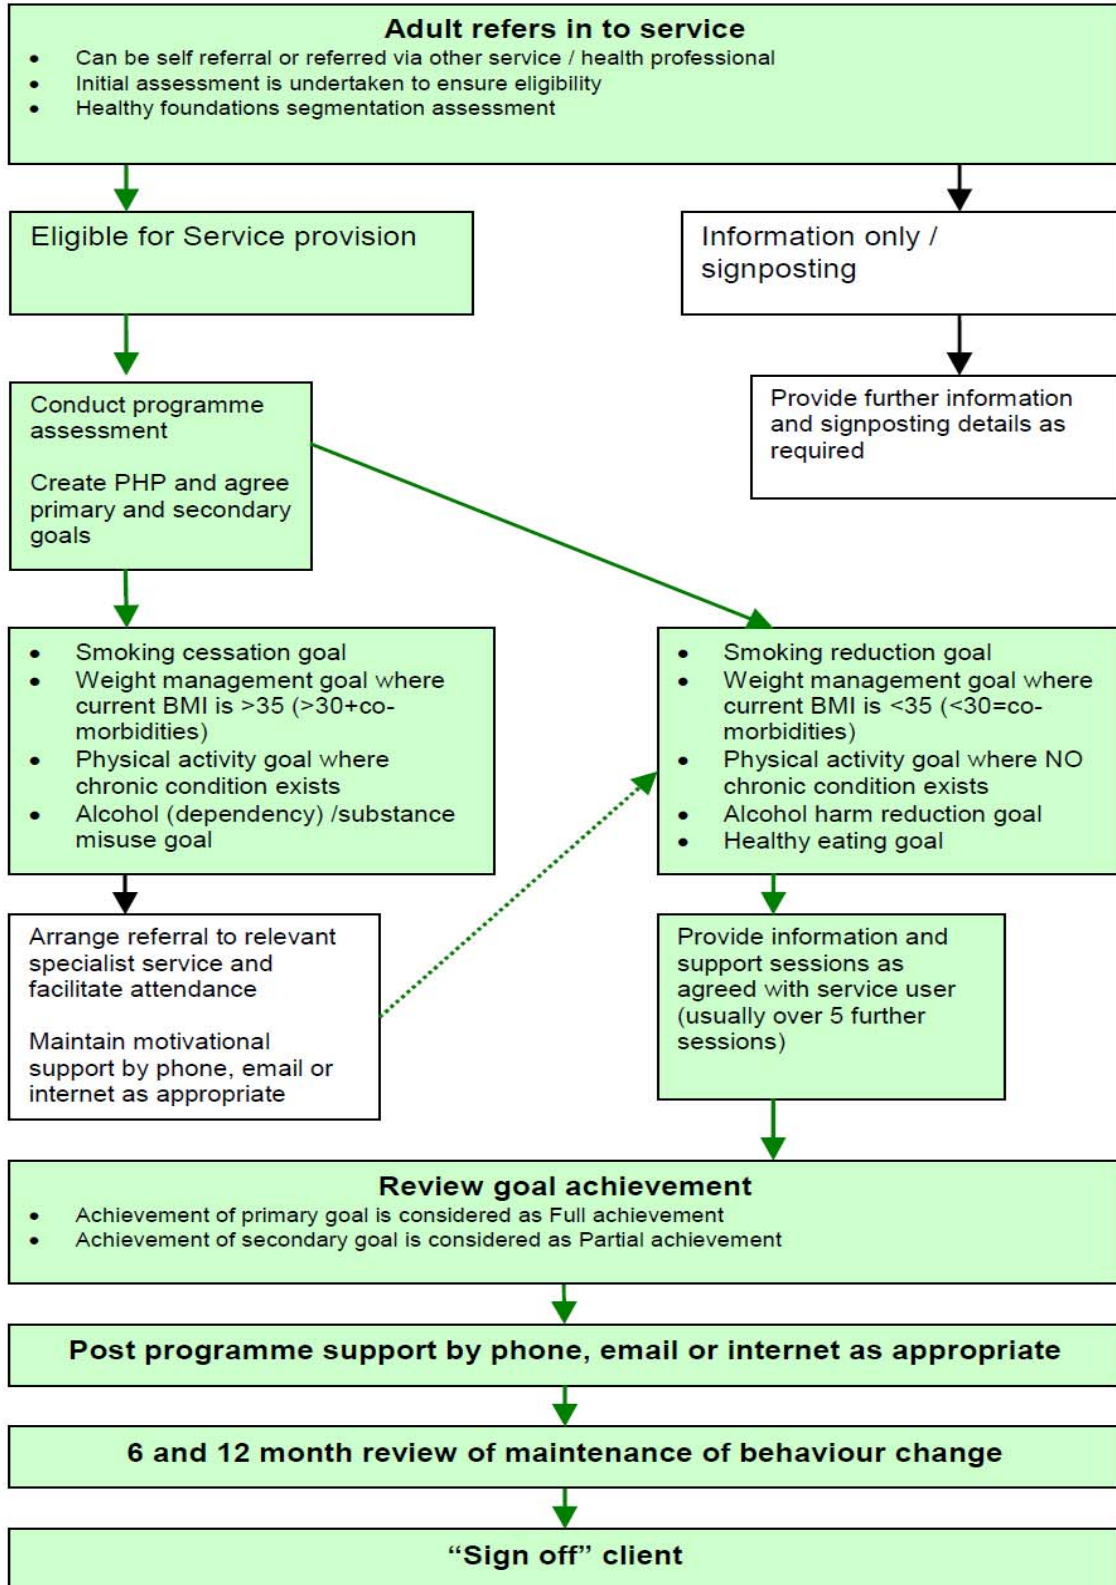 Adult refers in to service
• Can be self referral or referred via other service / health professional
• Initial assessment is undertaken to ensure eligibility
• Healthy foundations segmentation assessment
Eligible for Service provision
Information only /
signposting
Conduct programme
assessment
Create PHP and agree
primary and secondary
goals
Provide further information
and signposting details as
required
• Smoking cessation goal
• Weight management goal where
current BMI is >35 (>30+co-
morbidities)
• Physical activity goal where
chronic condition exists
• Alcohol (dependency) /substance
misuse goal
• Smoking reduction goal
• Weight management goal where
current BMI is <35 (<30=co-
morbidities)
• Physical activity goal where NO
chronic condition exists
• Alcohol harm reduction goal
• Healthy eating goal
Arrange referral to relevant
specialist service and
facilitate attendance
Maintain motivational
support by phone, email or
internet as appropriate
Provide information and
support sessions as
agreed with service user
(usually over 5 further
sessions)
Review goal achievement
• Achievement of primary goal is considered as Full achievement
• Achievement of secondary goal is considered as Partial achievement
Post programme support by phone, email or internet as appropriate
6 and 12 month review of maintenance of behaviour change
“Sign off” client